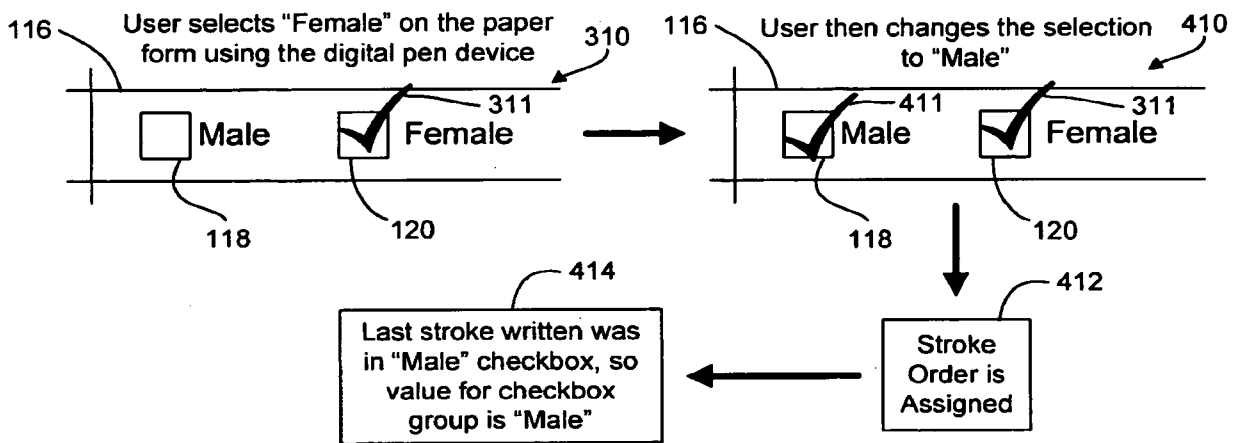 User selects “Female” on the paper
form using the digital pen device
116
310
311
Male
Female
118
120
User then changes the selection
to “Male”
116
410
411
311
Male
Female
118
120
414
Last stroke written was
in “Male” checkbox, so
value for checkbox
group is “Male”
412
Stroke
Order is
Assigned